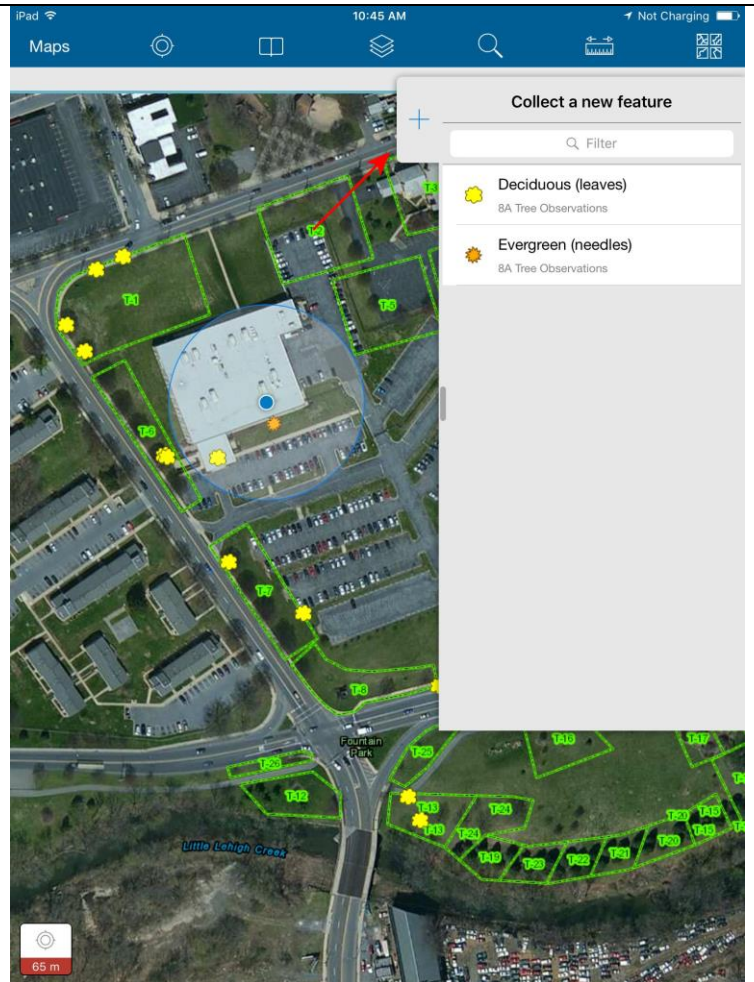 iPad
10:45 AM
Not Charging
Maps
Collect a new feature
Filter
Deciduous (leaves)
8A Tree Observations
Evergreen (needles)
8A Tree Observations
T-3
T-2
T-1
T-5
T-6
T-7
T-8
Fountain
Park
T-16
T-17
T-25
T-26
T-12
T-13
T-24
T-15
T-20
T-13
T-24
T-20
T-15
T-19
T-23
T-22
T-21
Little Lehigh Creek
65 m